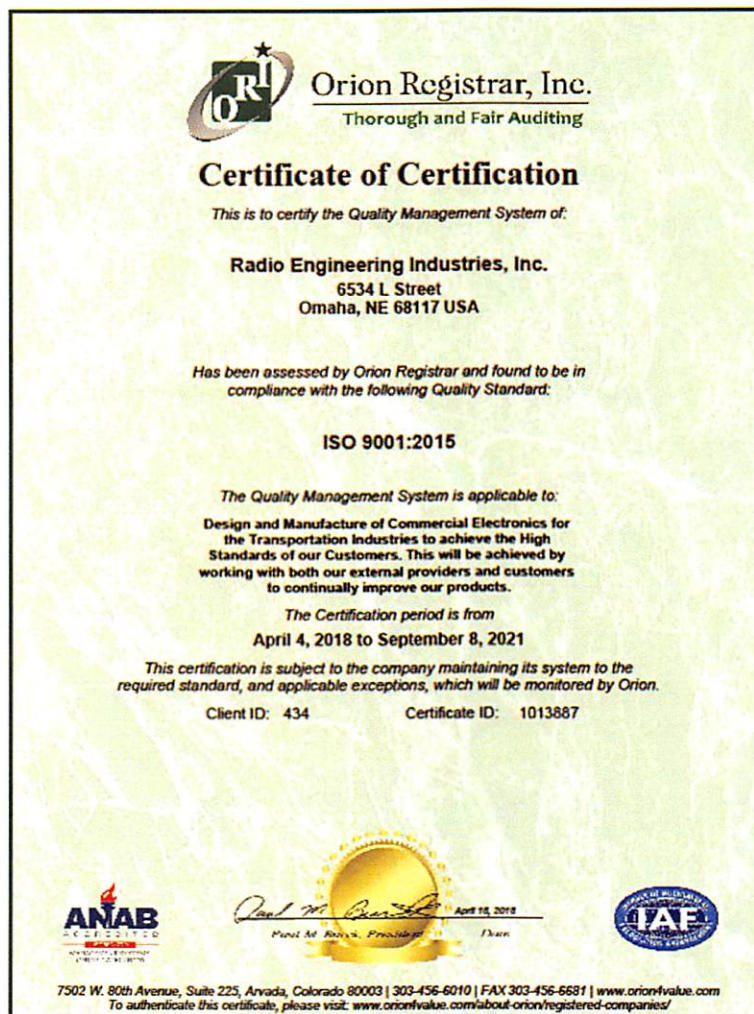 ORI
Orion Registrar, Inc.
Thorough and Fair Auditing
Certificate of Certification
This is to certify the Quality Management System of:
Radio Engineering Industries, Inc.
6534 L Street
Omaha, NE 68117 USA
Has been assessed by Orion Registrar and found to be in
compliance with the following Quality Standard:
ISO 9001:2015
The Quality Management System is applicable to:
Design and Manufacture of Commercial Electronics for
the Transportation Industries to achieve the High
Standards of our Customers. This will be achieved by
working with both our external providers and customers
to continually improve our products.
The Certification period is from
April 4, 2018 to September 8, 2021
This certification is subject to the company maintaining its system to the
required standard, and applicable exceptions, which will be monitored by Orion.
Client ID: 434 Certificate ID: 1013887
ANAB
ACCREDITED
Paul M. President
April 2018
IAF
7502 W. 80th Avenue, Suite 225, Arvada, Colorado 80003 | 303-456-6010 | FAX 303-456-6681 | www.orion4value.com
To authenticate this certificate, please visit: www.orion4value.com/about-orion/registered-companies/